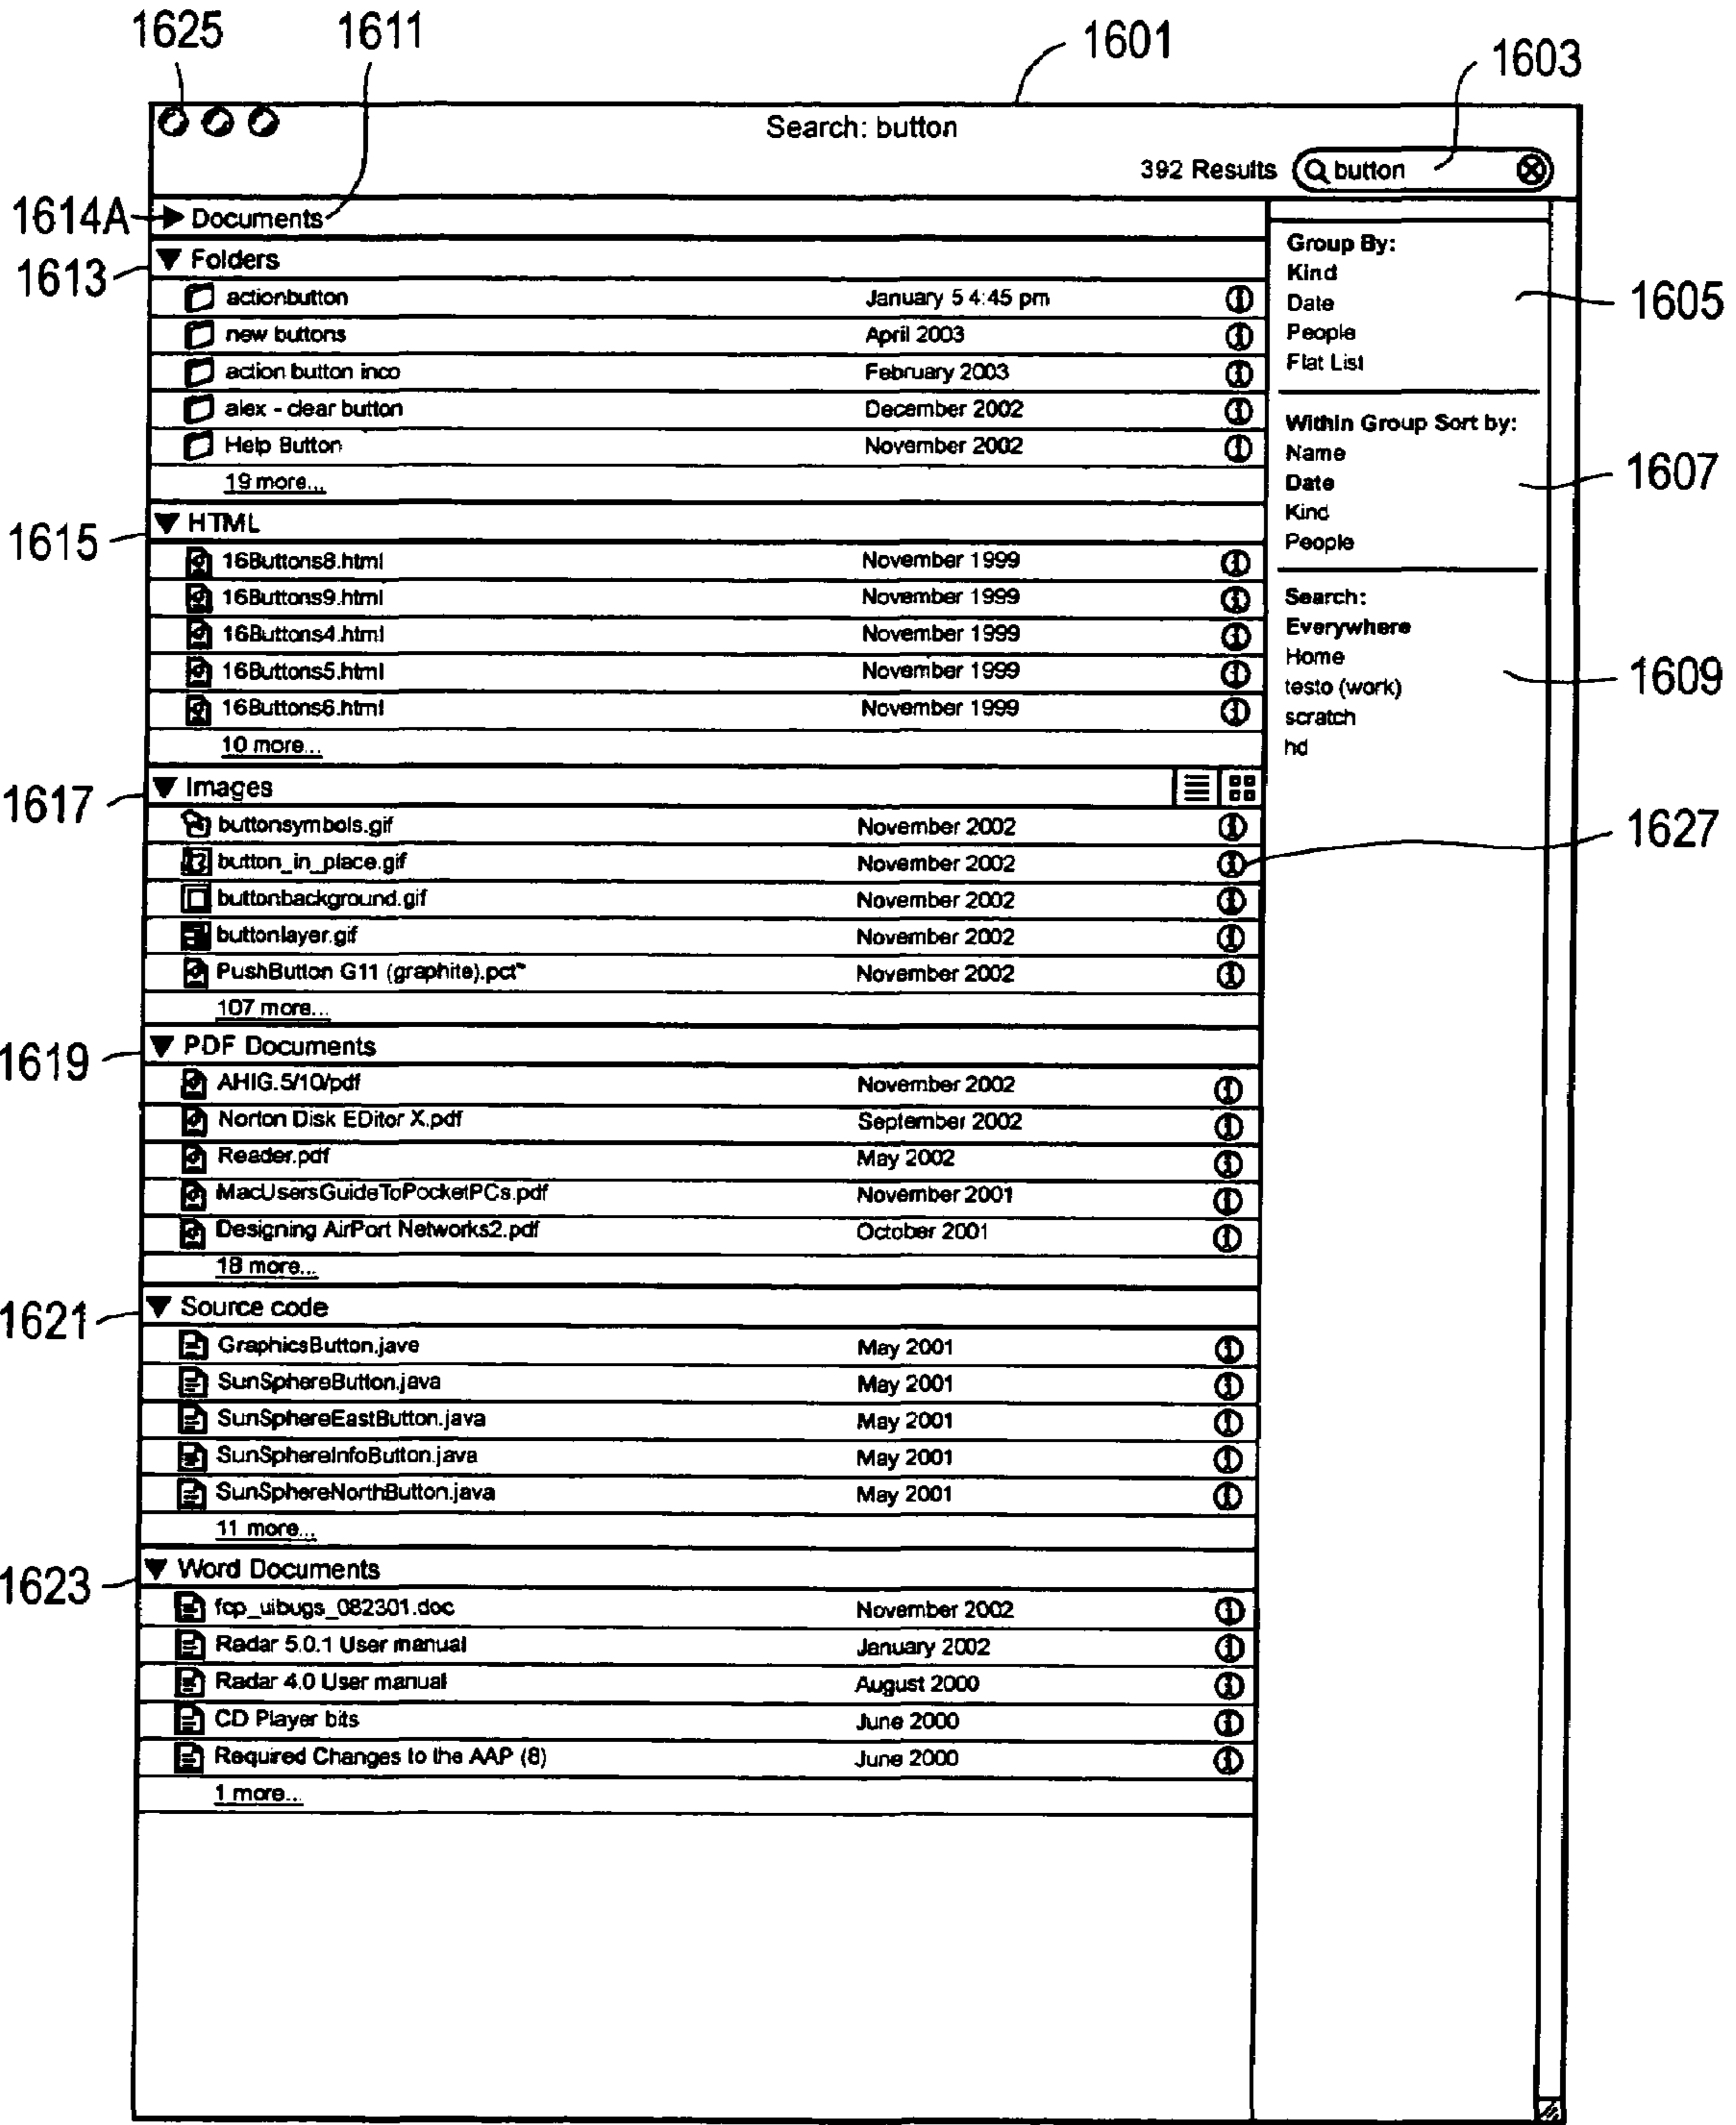 1625 1611 1601 1603
Search: button
392 Results button
1614A Documents
1613 Folders
actionbutton January 5 4:45 pm
new buttons April 2003
action button inco February 2003
alex - clear button December 2002
Help Button November 2002
19 more...
1615 HTML
16Buttons8.html November 1999
16Buttons9.html November 1999
16Buttons4.html November 1999
16Buttons5.html November 1999
16Buttons6.html November 1999
10 more...
1617 Images
buttonsymbols.gif November 2002
button_in_place.gif November 2002
buttonbackground.gif November 2002
buttonlayer.gif November 2002
PushButton G11 (graphite).pct" November 2002
107 more...
1619 PDF Documents
AHIG.5/10/pdf November 2002
Norton Disk EDitor X.pdf September 2002
Reader.pdf May 2002
MacUsersGuideToPocketPCs.pdf November 2001
Designing AirPort Networks2.pdf October 2001
18 more...
1621 Source code
GraphicsButton.jave May 2001
SunSphereButton.java May 2001
SunSphereEastButton.java May 2001
SunSphereInfoButton.java May 2001
SunSphereNorthButton.java May 2001
11 more...
1623 Word Documents
fcp_uibugs_082301.doc November 2002
Radar 5.0.1 User manual January 2002
Radar 4.0 User manual August 2000
CD Player bits June 2000
Required Changes to the AAP (8) June 2000
1 more...
Group By:
Kind
Date 1605
People
Flat List
Within Group Sort by:
Name
Date 1607
Kind
People
Search:
Everywhere
Home
testo (work) 1609
scratch
hd
1627